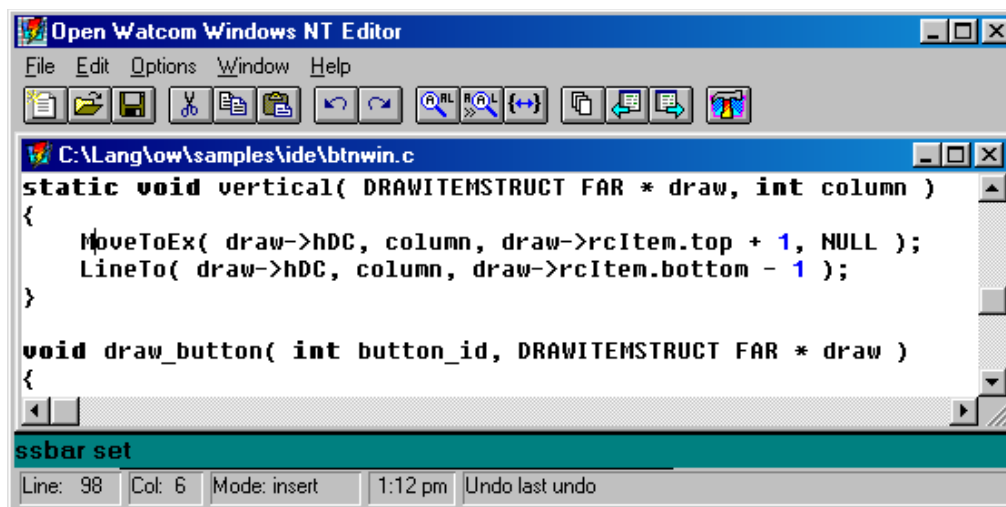 Open Watcom Windows NT Editor
File Edit Options Window Help
C:\Lang\ow\samples\ide\btnwin.c
static void vertical( DRAWITEMSTRUCT FAR * draw, int column )
{
    MoveToEx( draw->hDC, column, draw->rcItem.top + 1, NULL );
    LineTo( draw->hDC, column, draw->rcItem.bottom - 1 );
}
void draw_button( int button_id, DRAWITEMSTRUCT FAR * draw )
{
ssbar set
Line: 98 Col: 6 Mode: insert 1:12 pm Undo last undo